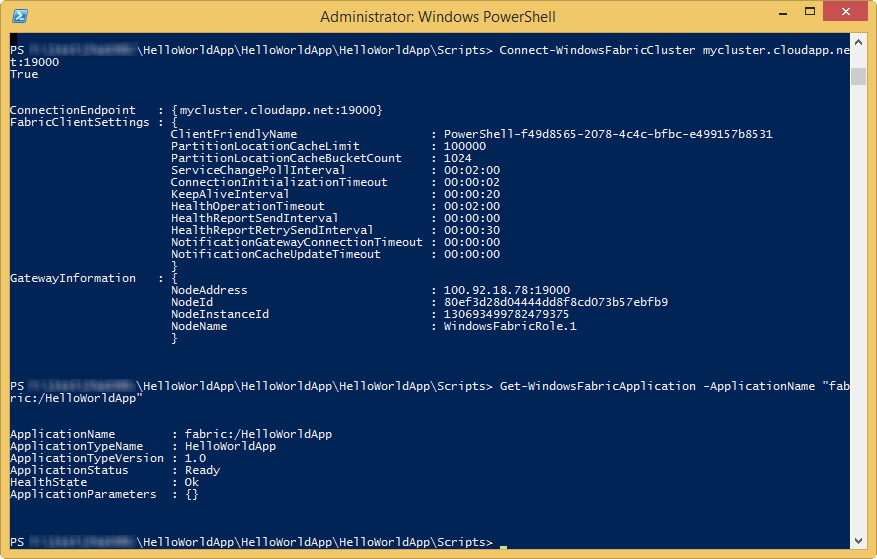 Administrator: Windows PowerShell
PS \HelloWorldApp\HelloWorldApp\HelloWorldApp\Scripts> Connect-WindowsFabricCluster mycluster.cloudapp.ne
t:19000
True
ConnectionEndpoint   : {mycluster.cloudapp.net:19000}
FabricClientSettings : {
ClientFriendlyName                   : PowerShell-f49d8565-2078-4c4c-bfbc-e499157b8531
PartitionLocationCacheLimit          : 100000
PartitionLocationCacheBucketCount    : 1024
ServiceChangePollInterval            : 00:02:00
ConnectionInitializationTimeout      : 00:00:02
KeepAliveInterval                    : 00:00:20
HealthOperationTimeout               : 00:02:00
HealthReportSendInterval             : 00:00:00
HealthReportRetrySendInterval        : 00:00:30
NotificationGatewayConnectionTimeout : 00:00:00
NotificationCacheUpdateTimeout       : 00:00:00
}
GatewayInformation   : {
NodeAddress                          : 100.92.18.78:19000
NodeId                               : 80ef3d28d04444dd8f8cd073b57ebfb9
NodeInstanceId                       : 130693499782479375
NodeName                             : WindowsFabricRole.1
}
PS \HelloWorldApp\HelloWorldApp\HelloWorldApp\Scripts> Get-WindowsFabricApplication -ApplicationName "fab
ric:/HelloWorldApp"
ApplicationName        : fabric:/HelloWorldApp
ApplicationTypeName    : HelloWorldApp
ApplicationTypeVersion : 1.0
ApplicationStatus      : Ready
HealthState            : Ok
ApplicationParameters  : {}
PS \HelloWorldApp\HelloWorldApp\HelloWorldApp\Scripts> _